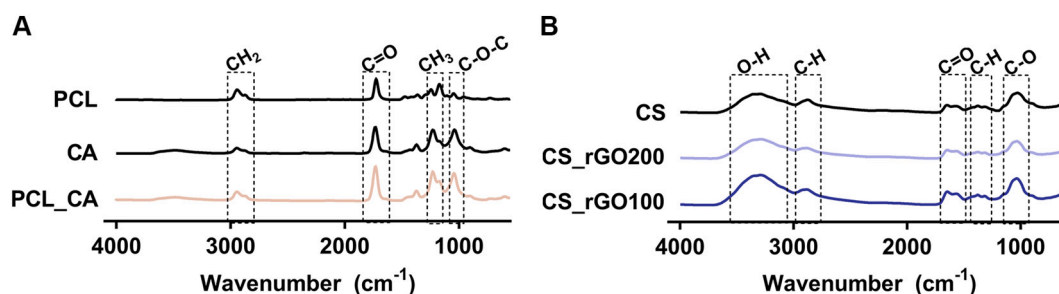 A
CH₂
C=O
CH₃
C-O-C
PCL
CA
PCL_CA
4000 3000 2000 1000
Wavenumber (cm⁻¹)
B
O-H
C-H
C=O
C-H
C-O
CS
CS_rGO200
CS_rGO100
4000 3000 2000 1000
Wavenumber (cm⁻¹)